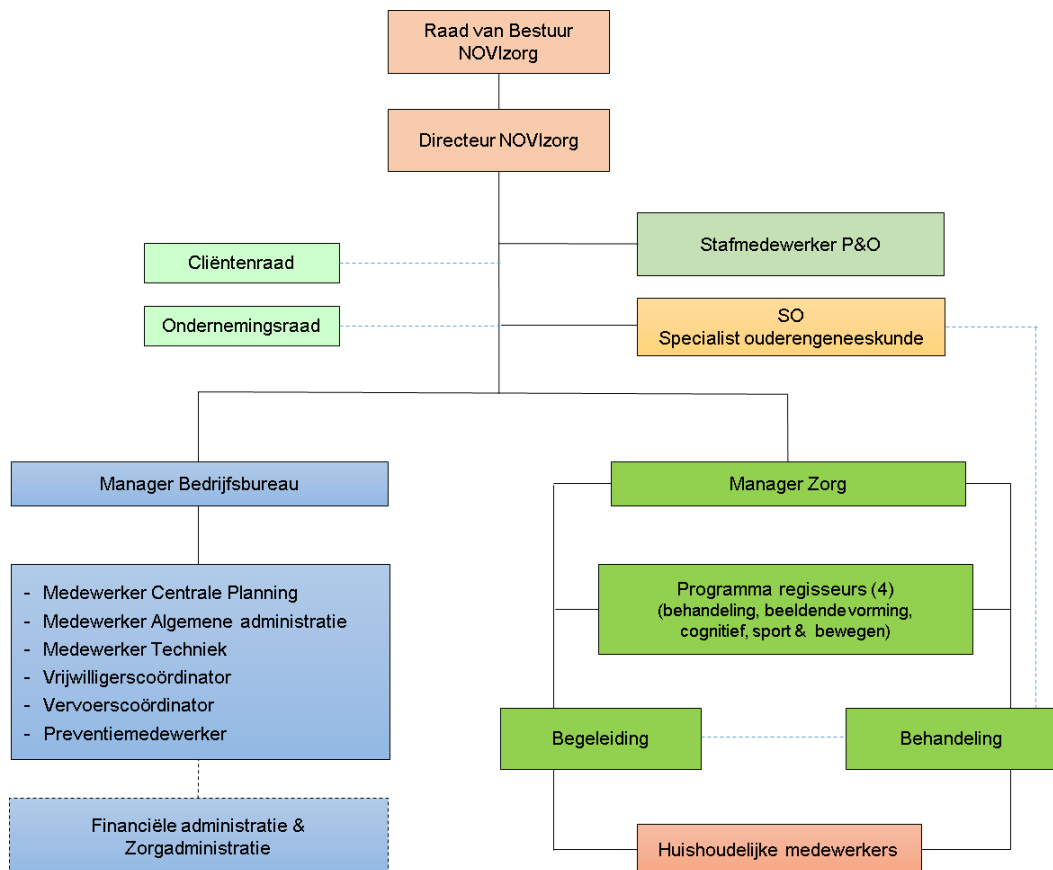 Raad van Bestuur
NOVIzorg
Directeur NOVIzorg
Stafmedewerker P&O
Cliëntenraad
SO
Specialist ouderengeneeskunde
Ondernemingsraad
Manager Bedrijfsbureau
Manager Zorg
- Medewerker Centrale Planning
- Medewerker Algemene administratie
- Medewerker Techniek
- Vrijwilligerscoördinator
- Vervoerscoördinator
- Preventiemedewerker
Programma regisseurs (4)
(behandeling, beeldende vorming,
cognitief, sport & bewegen)
Begeleiding
Behandeling
Financiële administratie &
Zorgadministratie
Huishoudelijke medewerkers